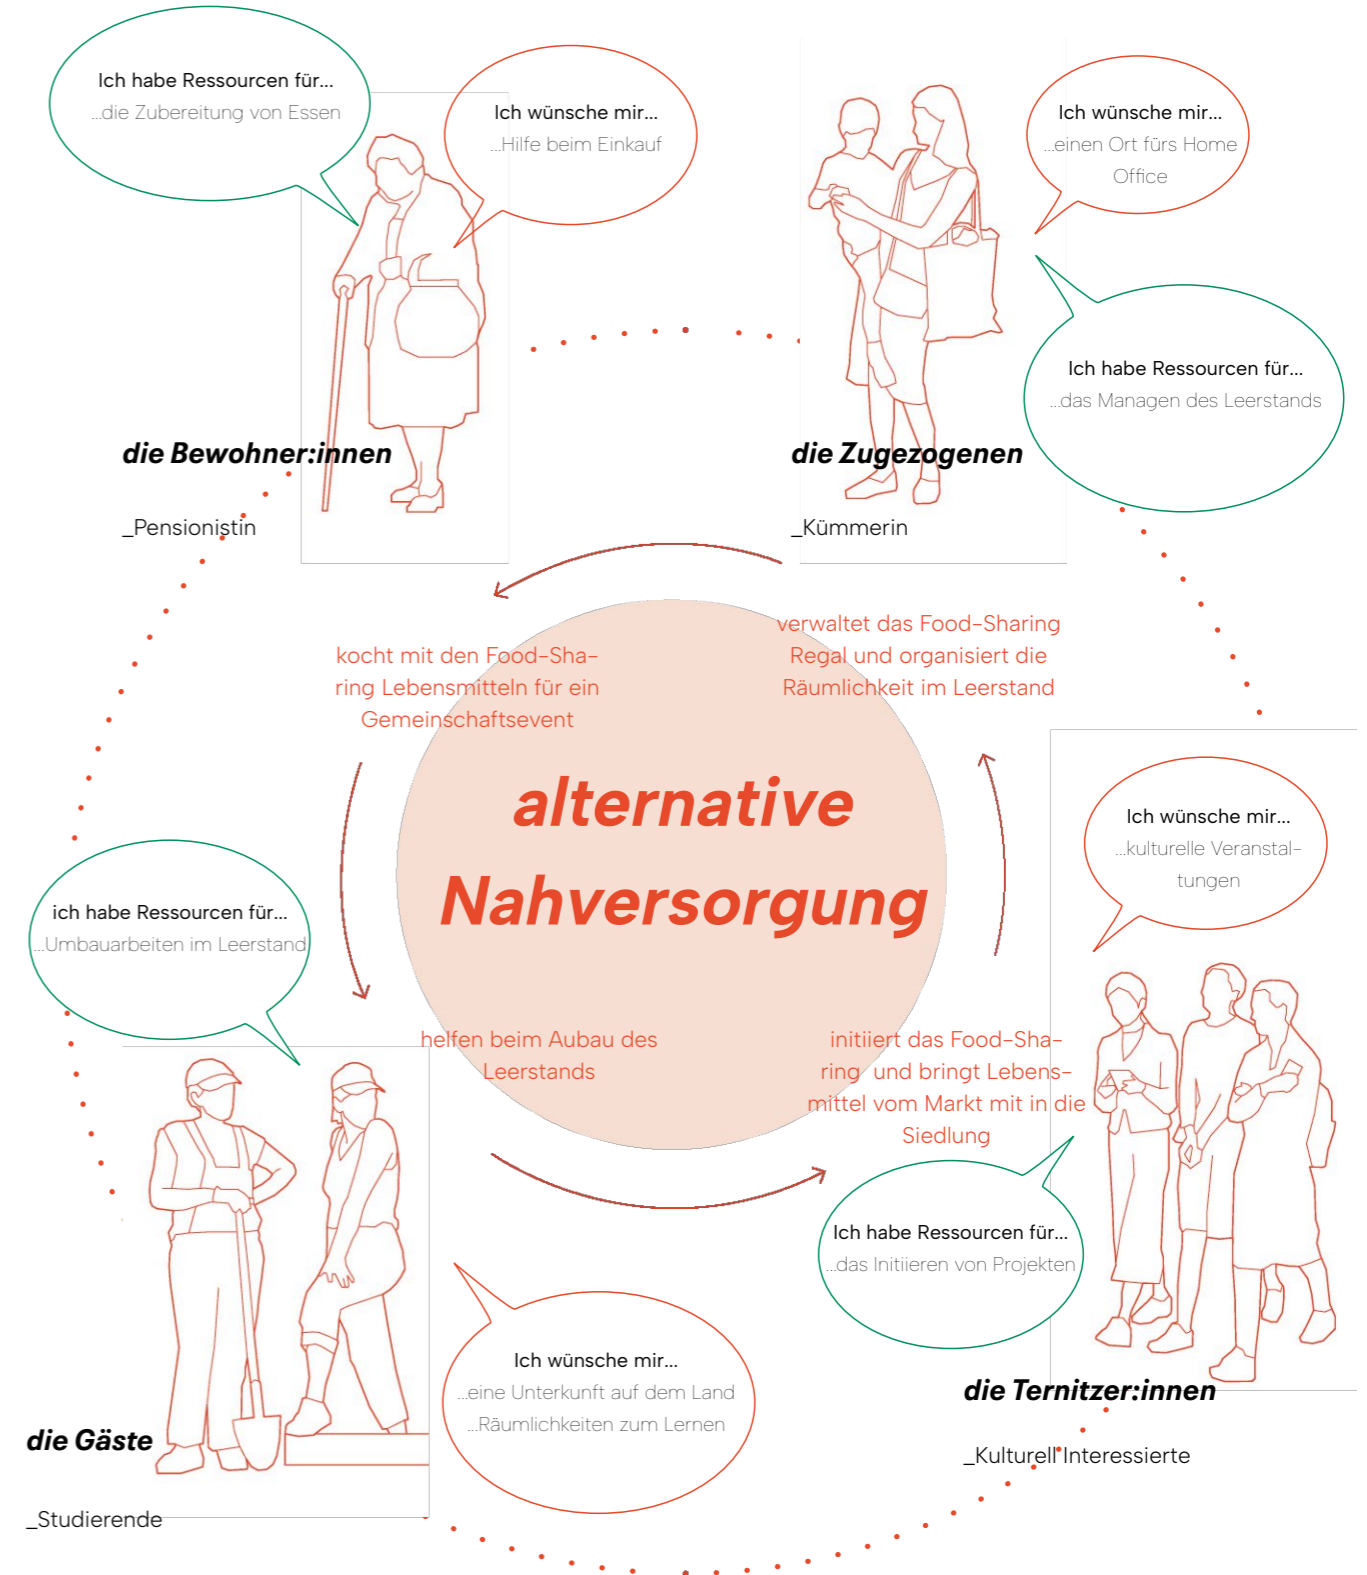 Ich habe Ressourcen für...
...die Zubereitung von Essen
Ich wünsche mir...
...Hilfe beim Einkauf
die Bewohner:innen
_Pensionistin
Ich wünsche mir...
...einen Ort fürs Home
Office
Ich habe Ressourcen für...
...das Managen des Leerstands
die Zugezogenen
_Kümmerin
kocht mit den Food-Sha-
ring Lebensmitteln für ein
Gemeinschaftsevent
verwaltet das Food-Sharing
Regal und organisiert die
Räumlichkeit im Leerstand
alternative
Nahversorgung
ich habe Ressourcen für...
...Umbauarbeiten im Leerstand
helfen beim Aubau des
Leerstands
initiiert das Food-Sha-
ring und bringt Lebens-
mittel vom Markt mit in die
Siedlung
Ich wünsche mir...
...kulturelle Veranstal-
tungen
Ich habe Ressourcen für...
...das Initiieren von Projekten
die Ternitzer:innen
_Kulturell Interessierte
Ich wünsche mir...
...eine Unterkunft auf dem Land
...Räumlichkeiten zum Lernen
die Gäste
_Studierende